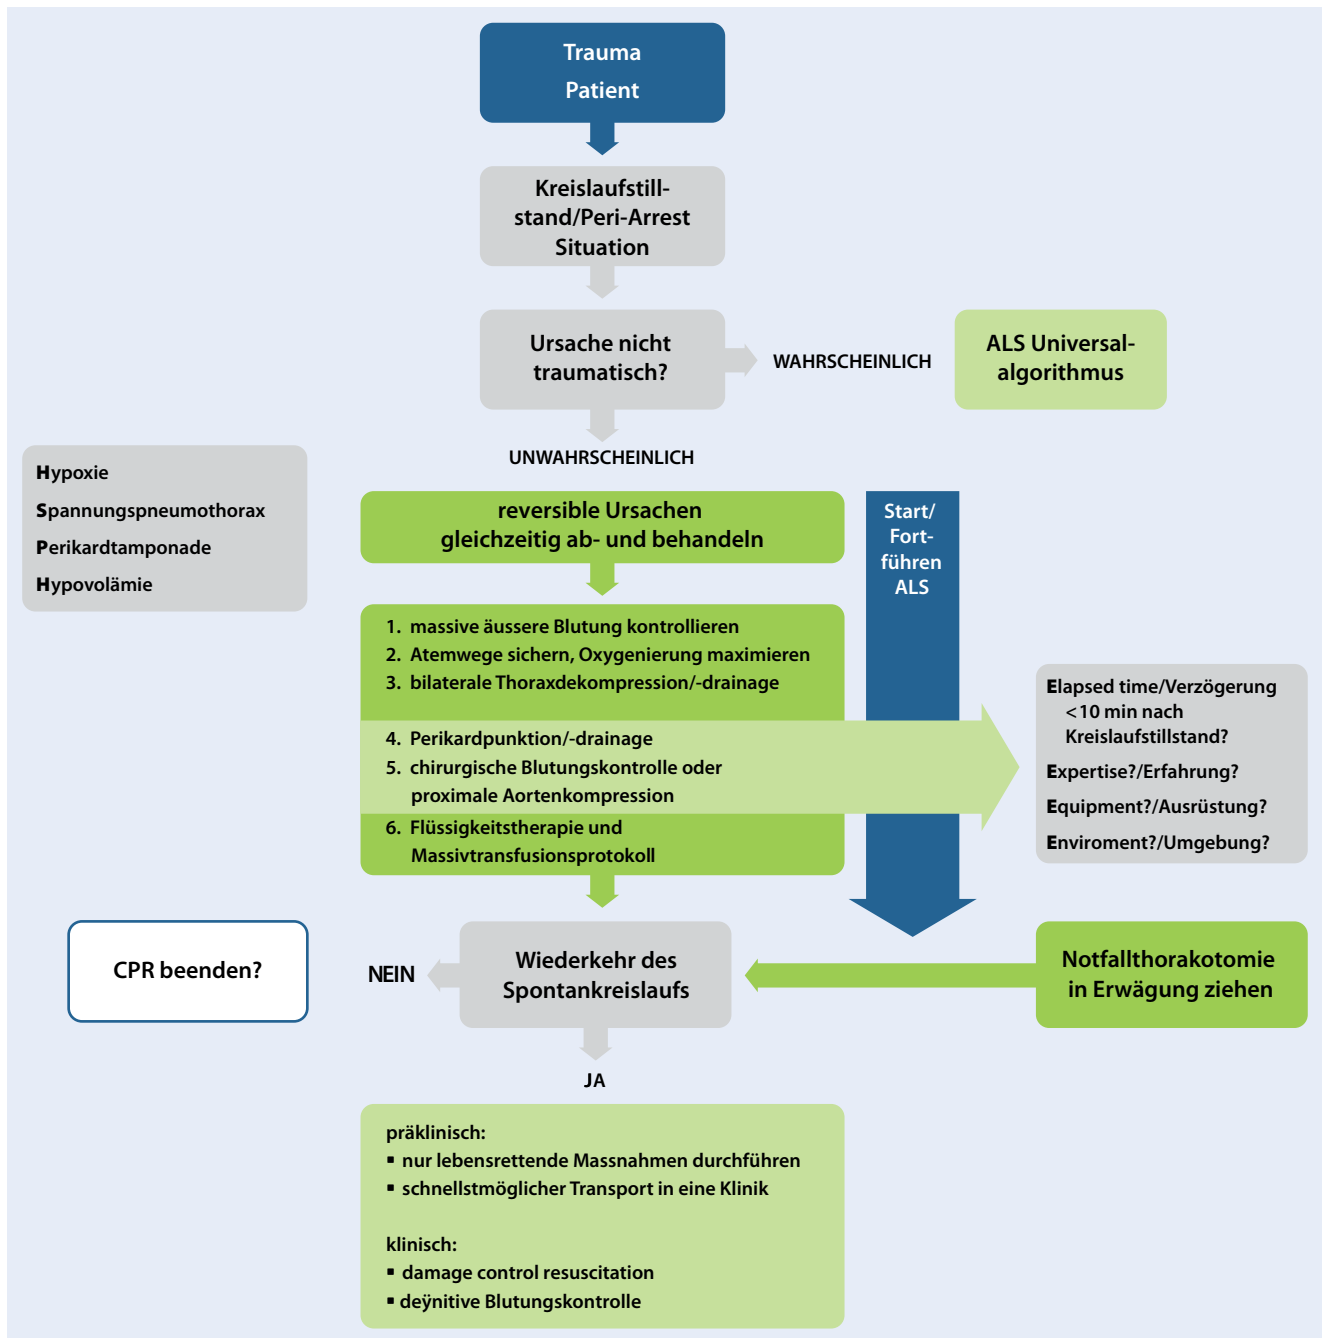 Trauma
Patient
Kreislaufstill-
stand/Peri-Arrest
Situation
Ursache nicht
traumatisch?
WAHRSCHEINLICH
ALS Universal-
algorithmus
UNWAHRSCHEINLICH
Hypoxie
Spannungspneumothorax
Perikardtamponade
Hypovolämie
reversible Ursachen
gleichzeitig ab- und behandeln
Start/
Fort-
führen
ALS
1. massive äussere Blutung kontrollieren
2. Atemwege sichern, Oxygenierung maximieren
3. bilaterale Thoraxdekompression/-drainage
4. Perikardpunktion/-drainage
5. chirurgische Blutungskontrolle oder
proximale Aortenkompression
6. Flüssigkeitstherapie und
Massivtransfusionsprotokoll
Elapsed time/Verzögerung
<10 min nach
Kreislaufstillstand?
Expertise?/Erfahrung?
Equipment?/Ausrüstung?
Enviroment?/Umgebung?
CPR beenden?
NEIN
Wiederkehr des
Spontankreislaufs
Notfallthorakotomie
in Erwägung ziehen
JA
präklinisch:
▪ nur lebensrettende Massnahmen durchführen
▪ schnellstmöglicher Transport in eine Klinik
klinisch:
▪ damage control resuscitation
▪ deÿnitive Blutungskontrolle